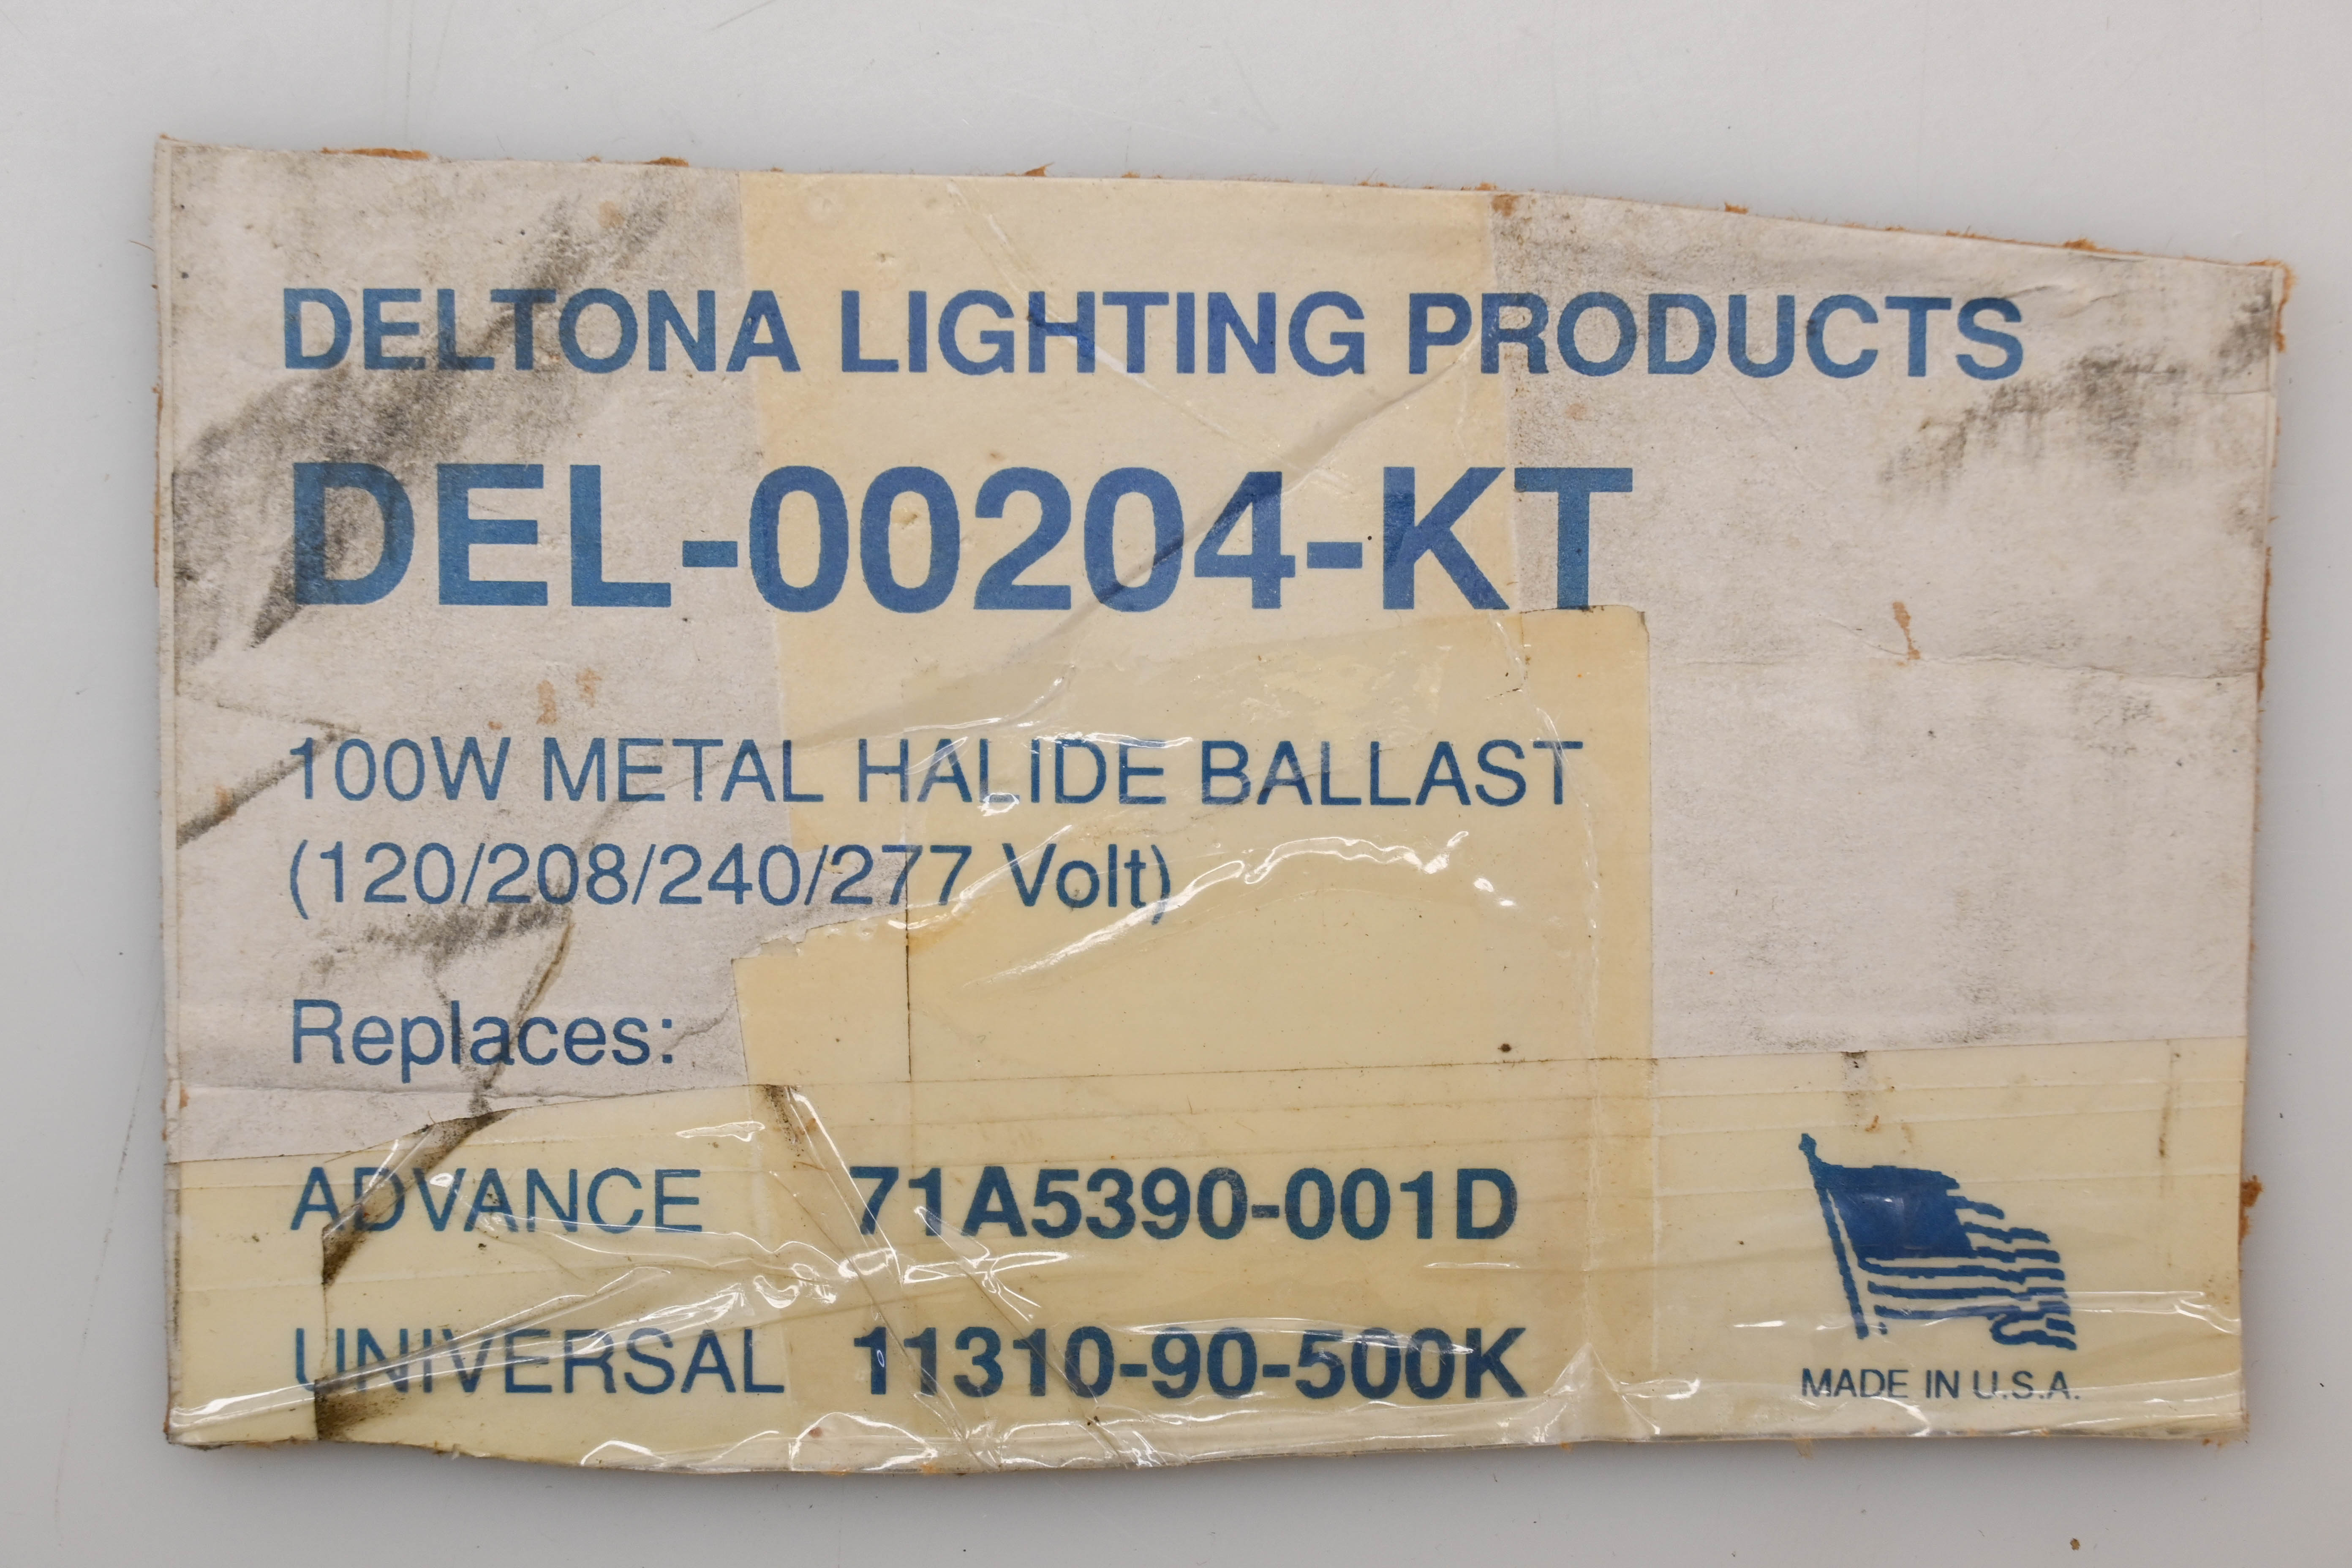 DELTONA LIGHTING PRODUCTS
DEL-00204-KT
100W METAL HALIDE BALLAST
(120/208/240/277 Volt)
Replaces:
ADVANCE 71A5390-001D
UNIVERSAL 11310-90-500K
MADE IN U.S.A.